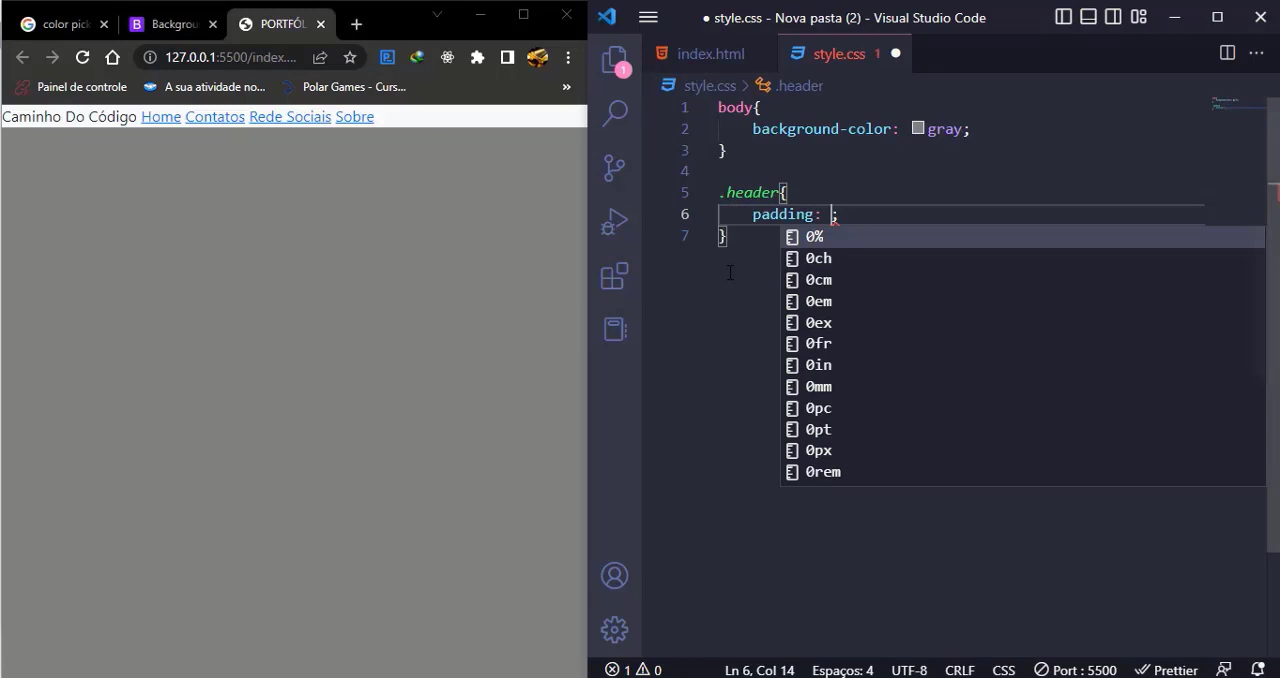 color pick
Backgrou
PORTFÓL
127.0.0.1:5500/index....
Painel de controle
A sua atividade no...
Polar Games - Curs...
»
Caminho Do Código Home Contatos Rede Sociais Sobre
● style.css - Nova pasta (2) - Visual Studio Code
index.html
style.css 1 ●
style.css > .header
1
1 body{
2 background-color: gray;
3 }
4
5 .header{
6 padding: ;
7 }
0%
0ch
0cm
0em
0ex
0fr
0in
0mm
0pc
0pt
0px
0rem
1 0
Ln 6, Col 14
Espaços: 4
UTF-8
CRLF
CSS
Port : 5500
Prettier